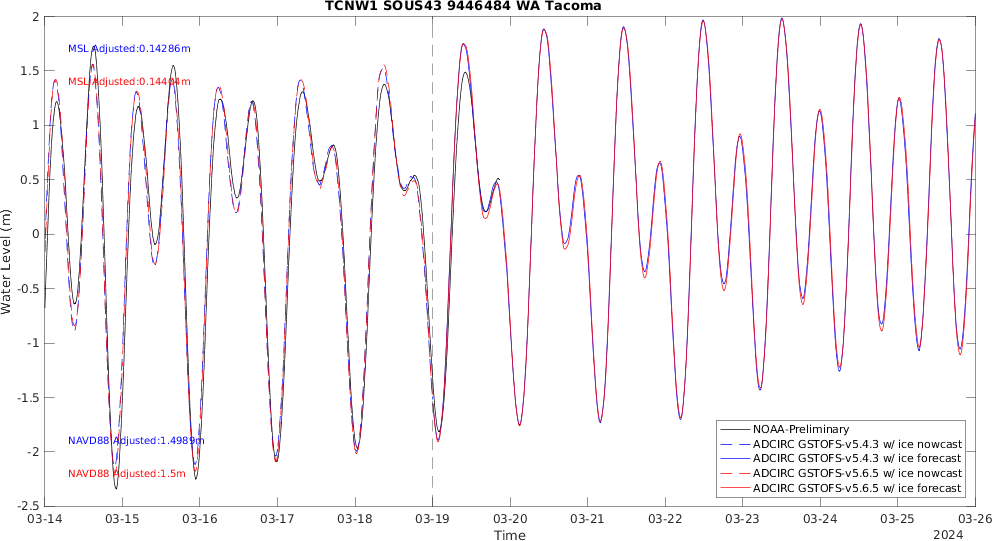 TCNW1 SOUS43 9446484 WA Tacoma
2
1.5
1
0.5
0
-0.5
-1
-1.5
-2
-2.5
Water Level (m)
MSL Adjusted:0.14286m
MSL Adjusted:0.14404m
NAVD88 Adjusted:1.4989m
NAVD88 Adjusted:1.5m
NOAA-Preliminary
ADCIRC GSTOFS-v5.4.3 w/ ice nowcast
ADCIRC GSTOFS-v5.4.3 w/ ice forecast
ADCIRC GSTOFS-v5.6.5 w/ ice nowcast
ADCIRC GSTOFS-v5.6.5 w/ ice forecast
03-14 03-15 03-16 03-17 03-18 03-19 03-20 03-21 03-22 03-23 03-24 03-25 03-26
Time
2024